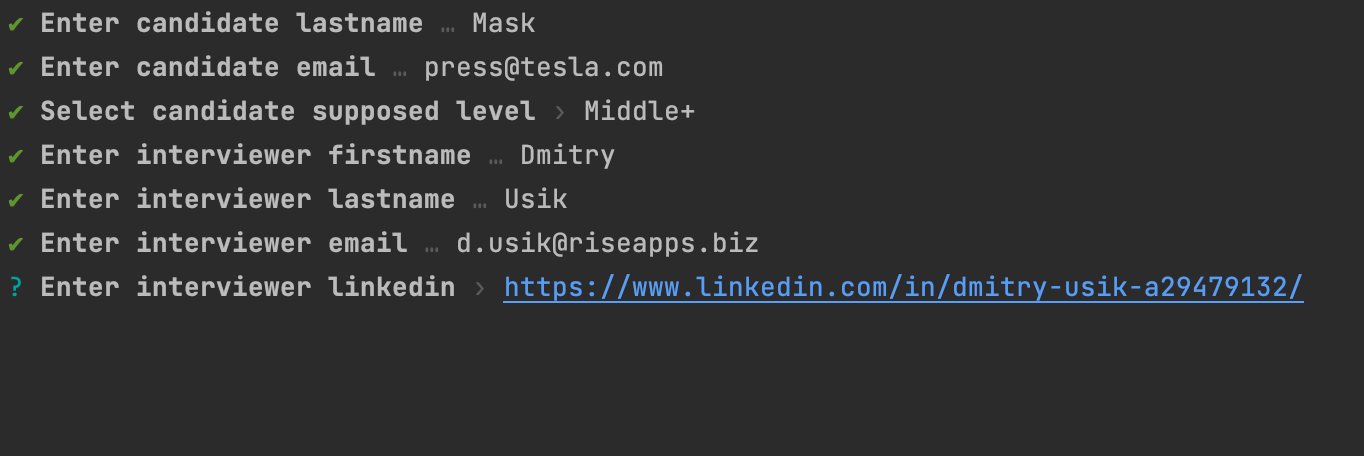 ✔ Enter candidate lastname … Mask
✔ Enter candidate email … press@tesla.com
✔ Select candidate supposed level › Middle+
✔ Enter interviewer firstname … Dmitry
✔ Enter interviewer lastname … Usik
✔ Enter interviewer email … d.usik@riseapps.biz
? Enter interviewer linkedin › https://www.linkedin.com/in/dmitry-usik-a29479132/